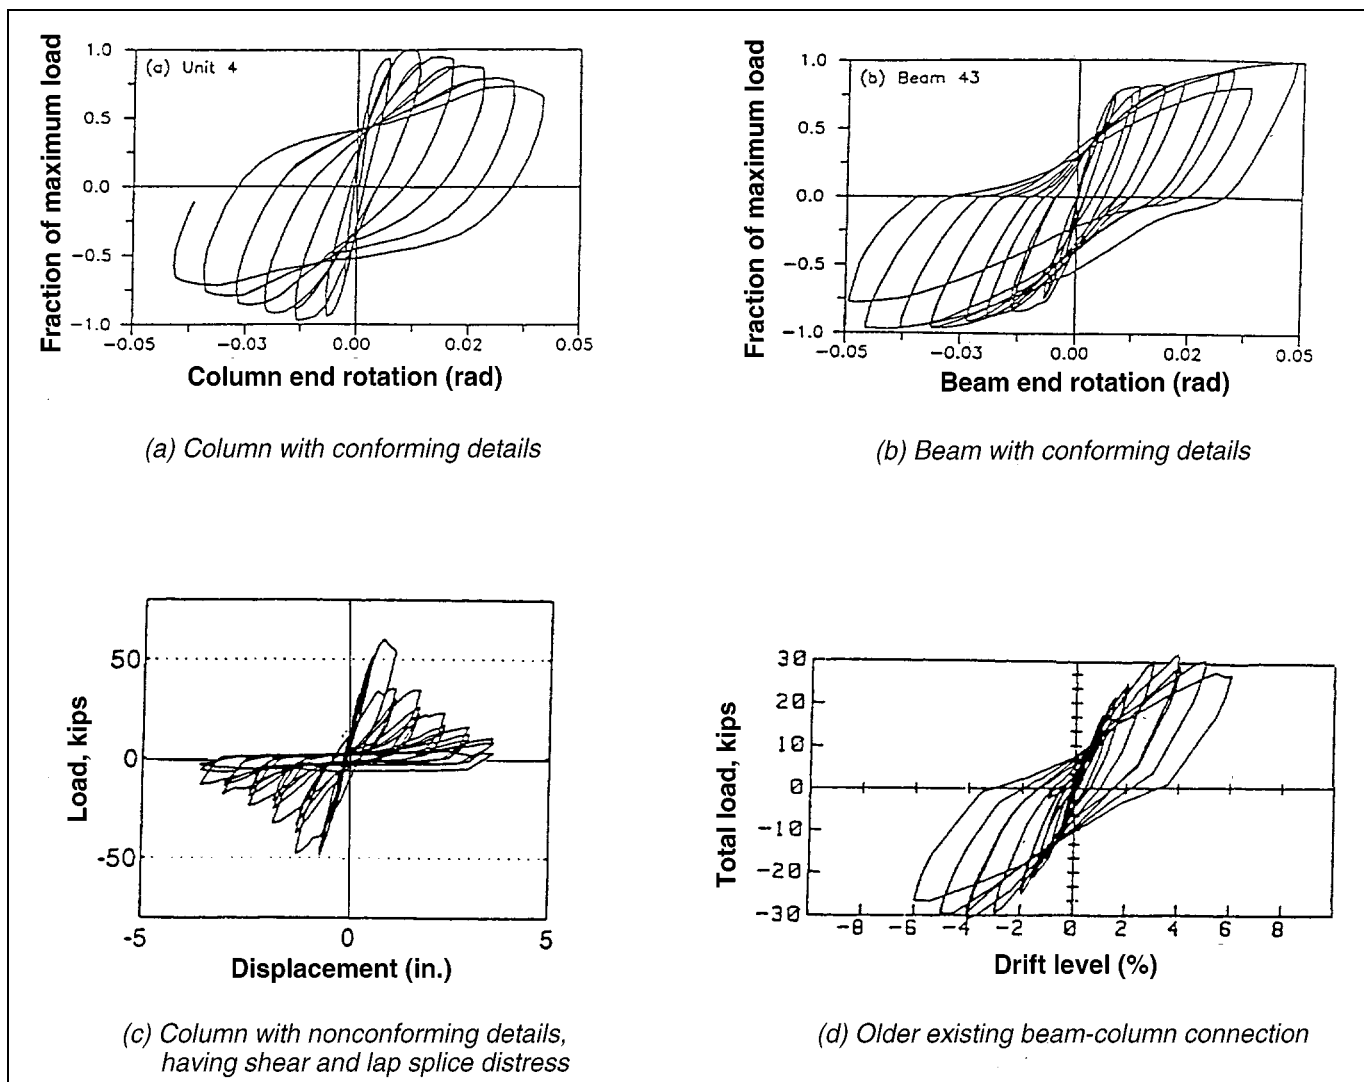 (a) Unit 4
1.0
0.5
0.0
-0.5
-1.0
-0.05
-0.03
0.00
0.02
0.05
Fraction of maximum load
Column end rotation (rad)
(a) Column with conforming details
(b) Beam 43
1.0
0.5
0.0
-0.5
-1.0
-0.05
-0.03
0.00
0.02
0.05
Fraction of maximum load
Beam end rotation (rad)
(b) Beam with conforming details
50
0
-50
-5
0
5
Load, kips
Displacement (in.)
(c) Column with nonconforming details,
having shear and lap splice distress
30
20
10
0
-10
-20
-30
-8
-6
-4
-2
0
2
4
6
8
Total load, kips
Drift level (%)
(d) Older existing beam-column connection